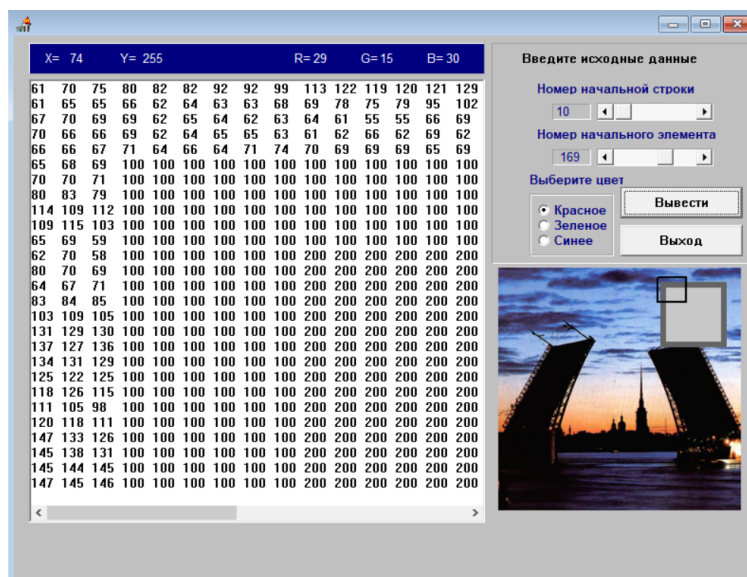 X= 74 Y= 255 R= 29 G= 15 B= 30
61 70 75 80 82 82 92 92 99 113 122 119 120 121 129
61 65 65 66 62 64 63 63 68 69 78 75 79 95 102
67 70 69 69 62 65 64 62 63 64 61 55 55 66 69
70 66 66 69 62 64 65 65 63 61 62 66 62 69 62
66 66 67 71 64 66 64 71 74 70 69 69 69 65 69
65 68 69 100 100 100 100 100 100 100 100 100 100 100 100
70 70 71 100 100 100 100 100 100 100 100 100 100 100 100
80 83 79 100 100 100 100 100 100 100 100 100 100 100 100
114 109 112 100 100 100 100 100 100 100 100 100 100 100 100
109 115 103 100 100 100 100 100 100 100 100 100 100 100 100
65 69 59 100 100 100 100 100 100 100 100 100 100 100 100
62 70 58 100 100 100 100 100 100 200 200 200 200 200 200
80 70 69 100 100 100 100 100 100 200 200 200 200 200 200
64 67 71 100 100 100 100 100 100 200 200 200 200 200 200
83 84 85 100 100 100 100 100 100 200 200 200 200 200 200
103 109 105 100 100 100 100 100 100 200 200 200 200 200 200
131 129 130 100 100 100 100 100 100 200 200 200 200 200 200
137 127 136 100 100 100 100 100 100 200 200 200 200 200 200
134 131 129 100 100 100 100 100 100 200 200 200 200 200 200
125 122 125 100 100 100 100 100 100 200 200 200 200 200 200
118 126 115 100 100 100 100 100 100 200 200 200 200 200 200
111 105 98 100 100 100 100 100 100 200 200 200 200 200 200
120 118 111 100 100 100 100 100 100 200 200 200 200 200 200
147 133 126 100 100 100 100 100 100 200 200 200 200 200 200
145 138 131 100 100 100 100 100 100 200 200 200 200 200 200
145 144 145 100 100 100 100 100 100 200 200 200 200 200 200
147 145 146 100 100 100 100 100 100 200 200 200 200 200 200
Введите исходные данные
Номер начальной строки
10
Номер начального элемента
169
Выберите цвет
Красное
Зеленое
Синее
Вывести
Выход